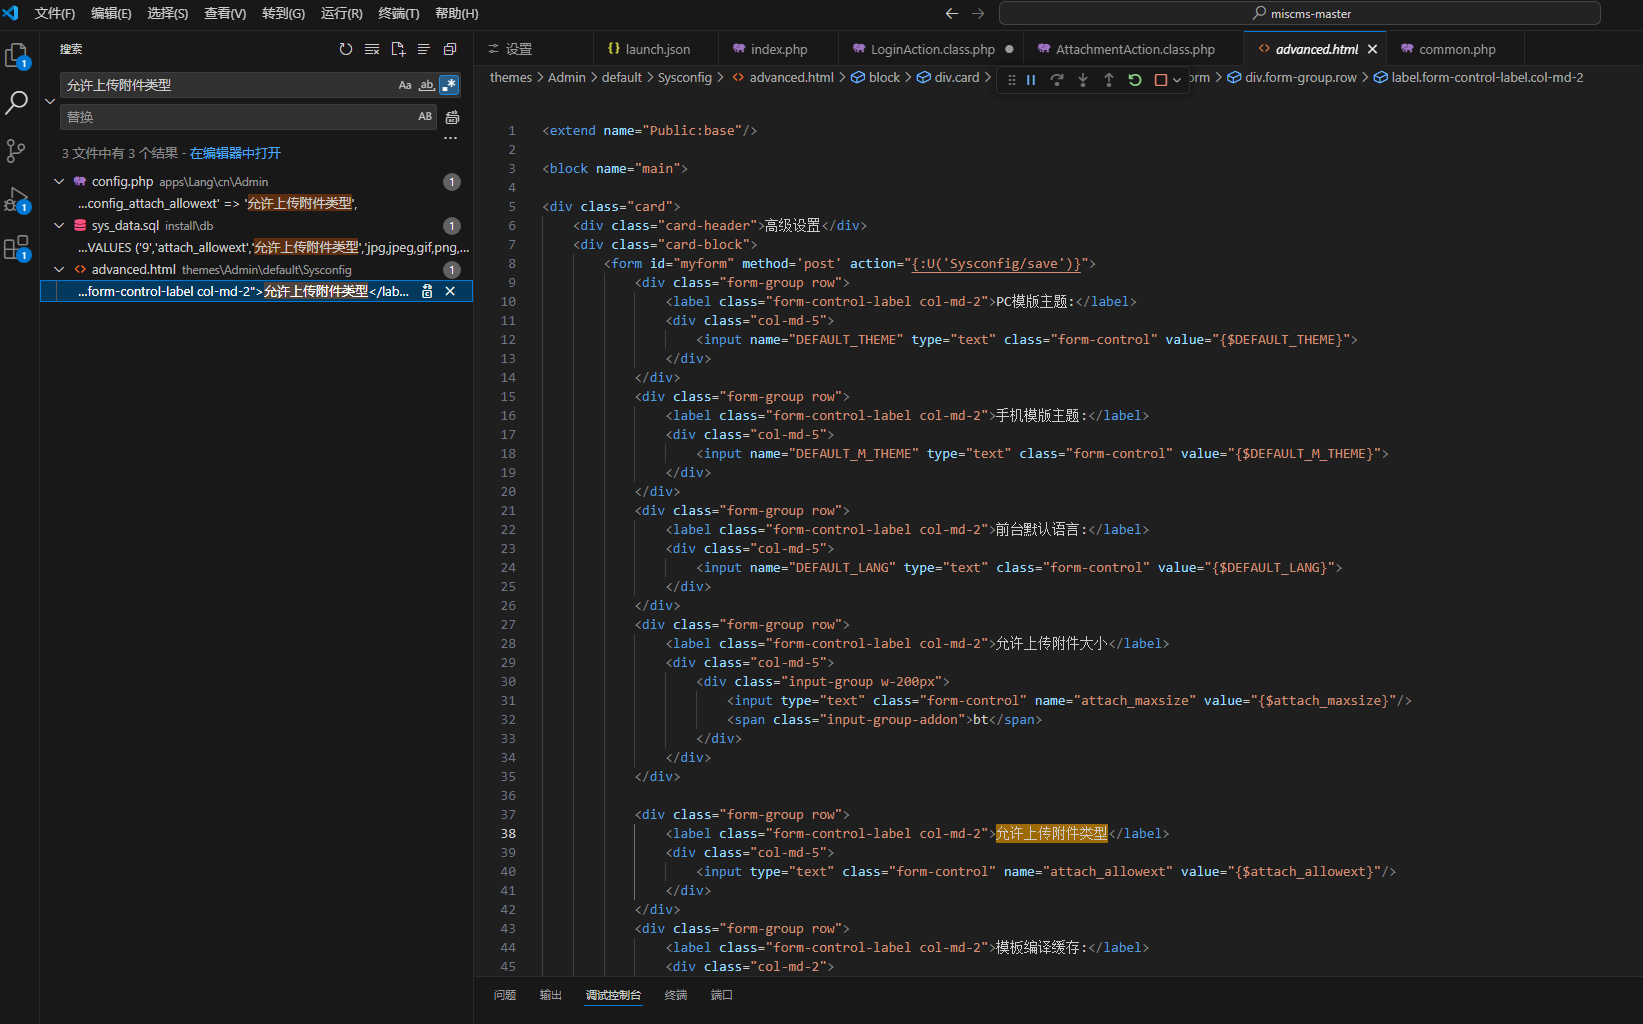 文件(F) 编辑(E) 选择(S) 查看(V) 转到(G) 运行(R) 终端(T) 帮助(H) miscms-master
搜索
设置 launch.json index.php LoginAction.class.php AttachmentAction.class.php advanced.html common.php
themes > Admin > default > Sysconfig > advanced.html > block > div.card > orm > div.form-group.row > label.form-control-label.col-md-2
允许上传附件类型 Aa ab .*
替换 AB
3 文件中有 3 个结果 - 在编辑器中打开
config.php apps\Lang\cn\Admin 1
...config_attach_allowext' => '允许上传附件类型',
sys_data.sql install\db 1
...VALUES ('9','attach_allowext','允许上传附件类型','jpg,jpeg,gif,png,...
advanced.html themes\Admin\default\Sysconfig 1
...form-control-label col-md-2">允许上传附件类型</lab...
1 1 1
1 <extend name="Public:base"/>
2
3 <block name="main">
4
5 <div class="card">
6 <div class="card-header">高级设置</div>
7 <div class="card-block">
8 <form id="myform" method='post' action="{:U('Sysconfig/save')}">
9 <div class="form-group row">
10 <label class="form-control-label col-md-2">PC模版主题:</label>
11 <div class="col-md-5">
12 <input name="DEFAULT_THEME" type="text" class="form-control" value="{$DEFAULT_THEME}">
13 </div>
14 </div>
15 <div class="form-group row">
16 <label class="form-control-label col-md-2">手机模版主题:</label>
17 <div class="col-md-5">
18 <input name="DEFAULT_M_THEME" type="text" class="form-control" value="{$DEFAULT_M_THEME}">
19 </div>
20 </div>
21 <div class="form-group row">
22 <label class="form-control-label col-md-2">前台默认语言:</label>
23 <div class="col-md-5">
24 <input name="DEFAULT_LANG" type="text" class="form-control" value="{$DEFAULT_LANG}">
25 </div>
26 </div>
27 <div class="form-group row">
28 <label class="form-control-label col-md-2">允许上传附件大小</label>
29 <div class="col-md-5">
30 <div class="input-group w-200px">
31 <input type="text" class="form-control" name="attach_maxsize" value="{$attach_maxsize}"/>
32 <span class="input-group-addon">bt</span>
33 </div>
34 </div>
35 </div>
36
37 <div class="form-group row">
38 <label class="form-control-label col-md-2">允许上传附件类型</label>
39 <div class="col-md-5">
40 <input type="text" class="form-control" name="attach_allowext" value="{$attach_allowext}"/>
41 </div>
42 </div>
43 <div class="form-group row">
44 <label class="form-control-label col-md-2">模板编译缓存:</label>
45 <div class="col-md-2">
问题 输出 调试控制台 终端 端口